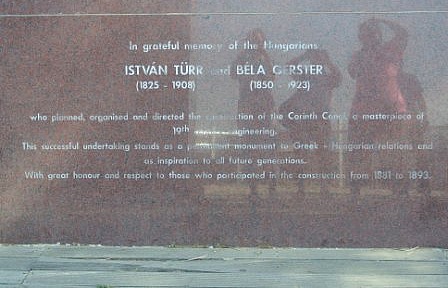 In grateful memory of the Hungarians
ISTVÁN TÜRR and BÉLA GERSTER
(1825 - 1908) (1850 - 1923)
who planned, organised and directed the construction of the Corinth Canal, a masterpiece of
19th engineering.
This successful undertaking stands as a permanent monument to Greek - Hungarian relations and
as inspiration to all future generations.
With great honour and respect to those who participated in the construction from 1881 to 1893.